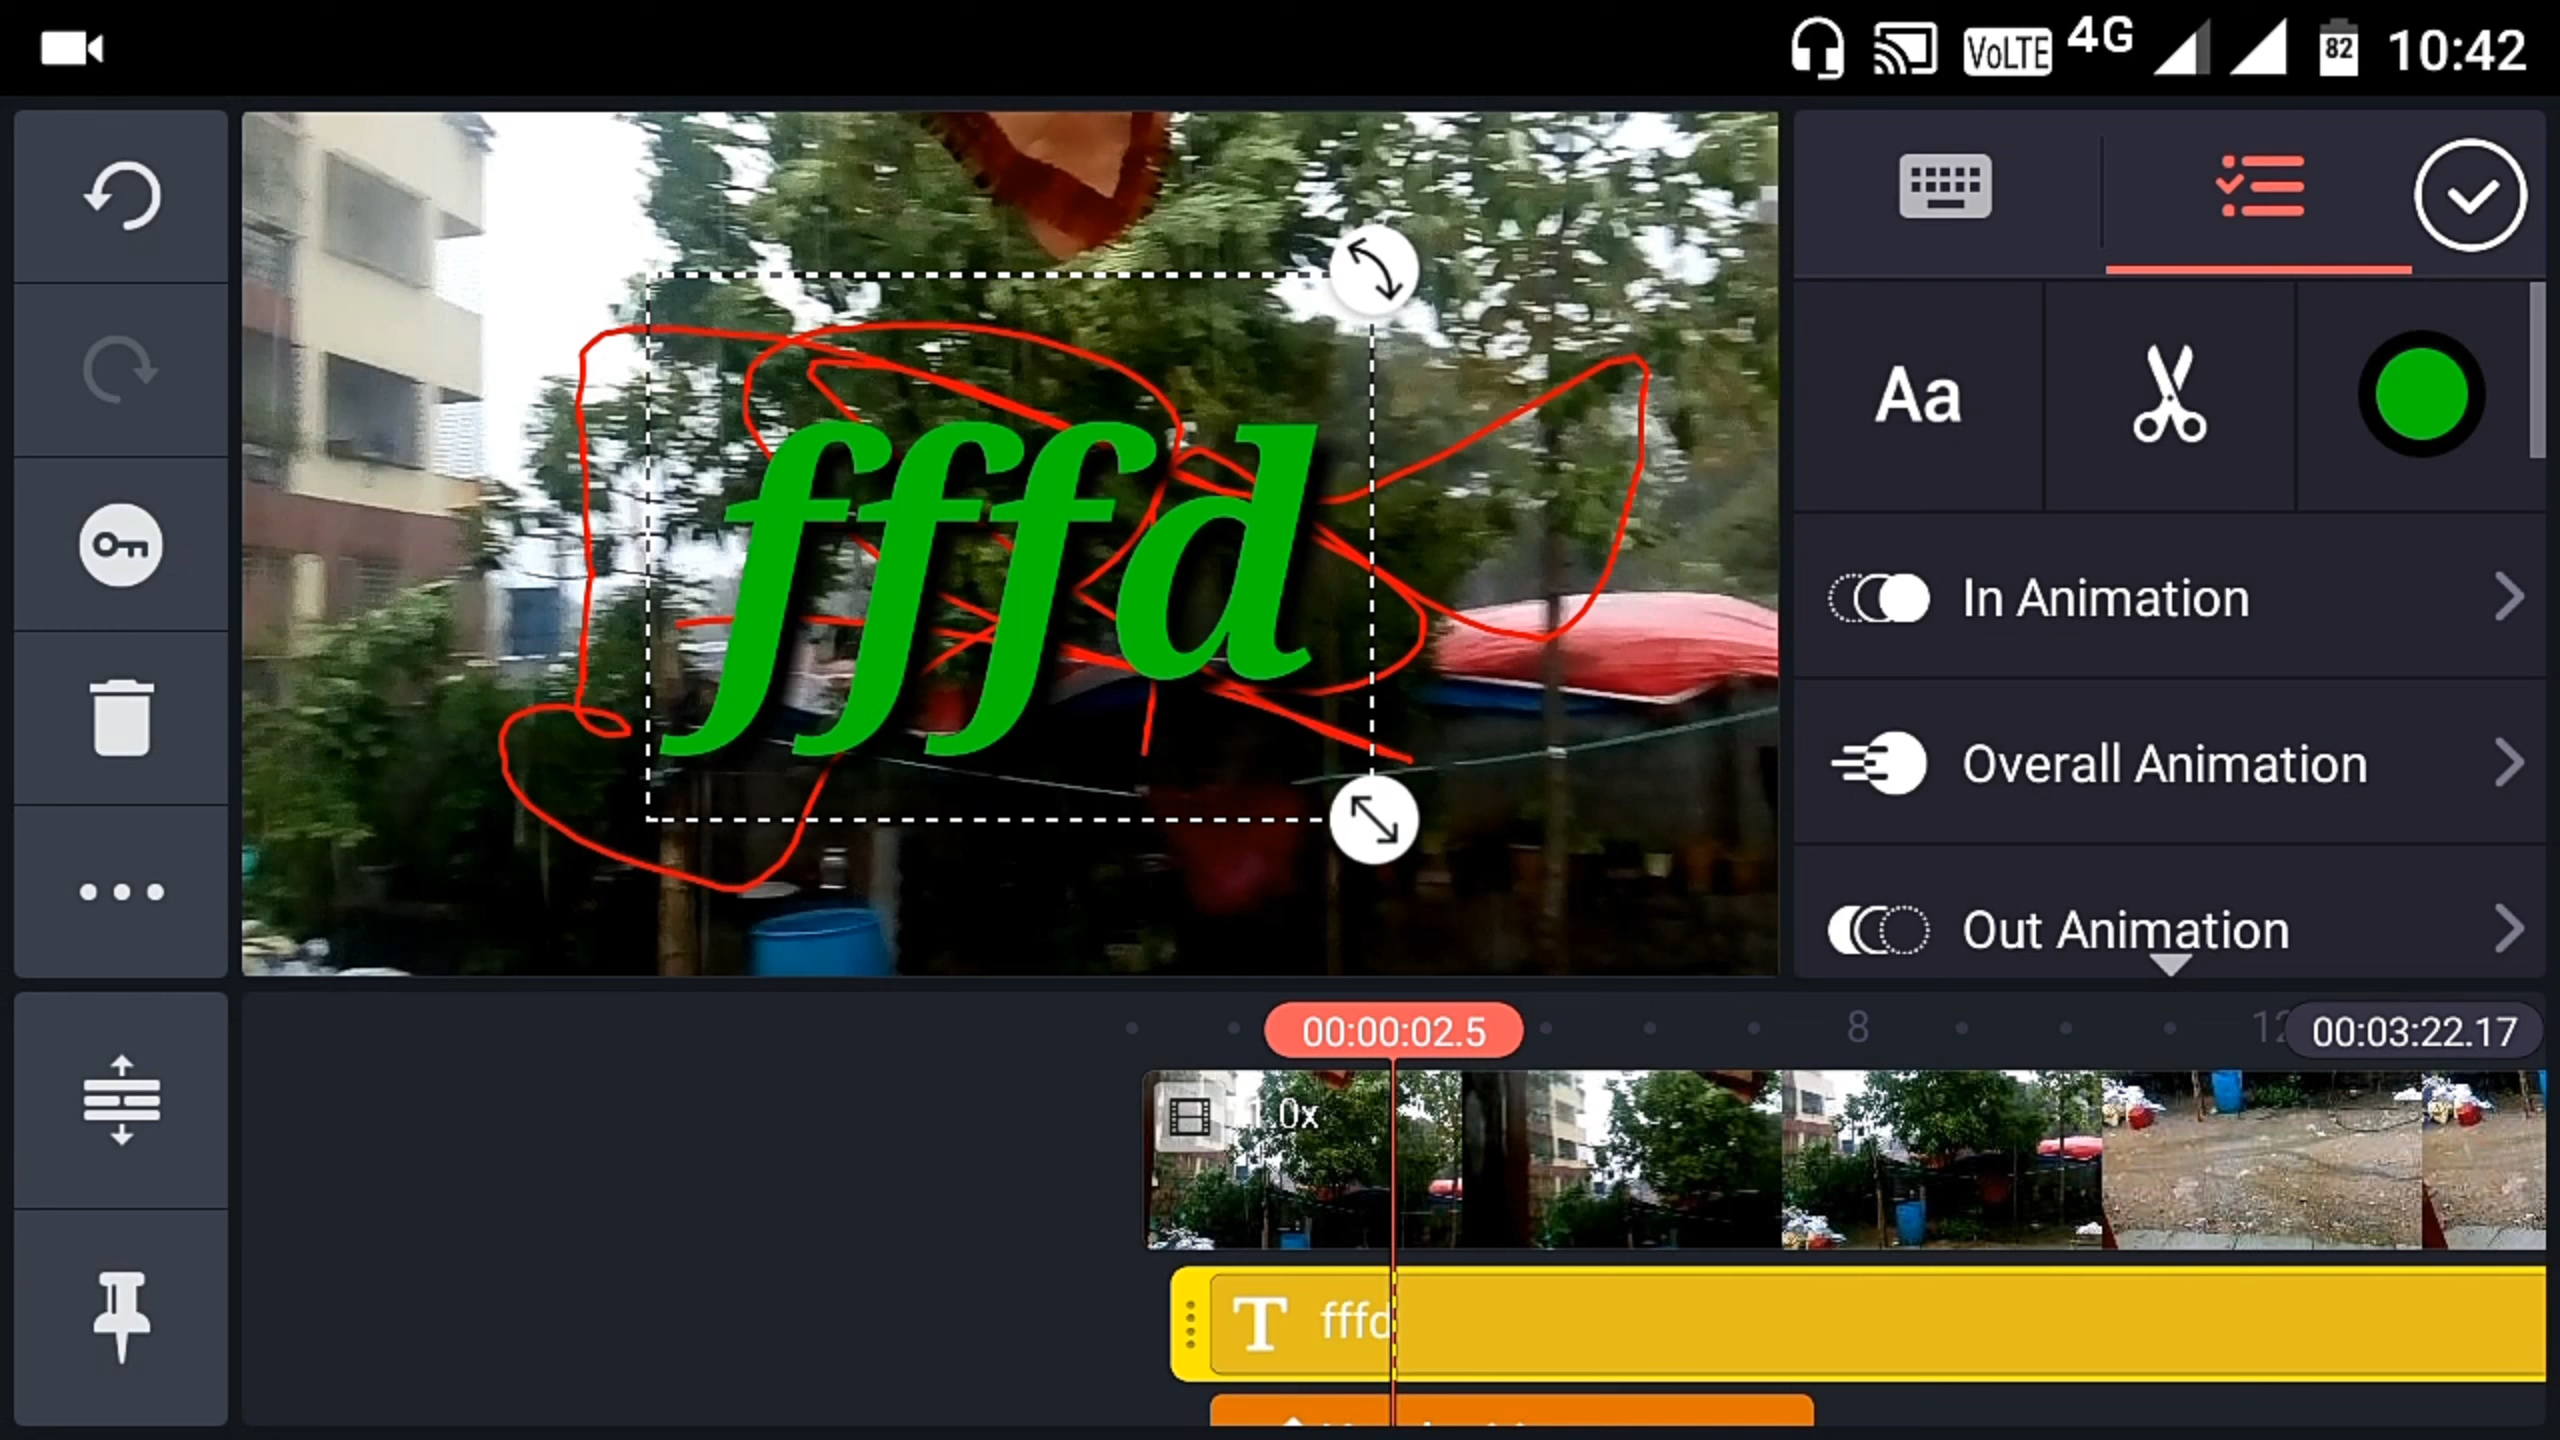 VoLTE 4G 82 10:42
fffd
Aa
In Animation
Overall Animation
Out Animation
00:00:02.5
8
00:03:22.17
1.0x
T fffd